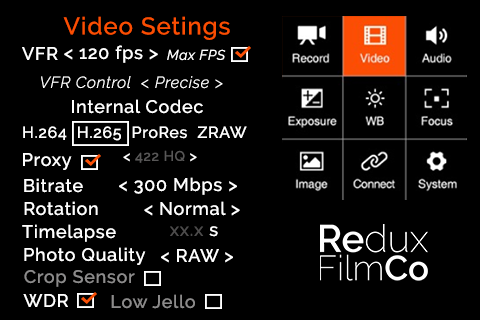 Video Setings
VFR < 120 fps > Max FPS
VFR Control < Precise >
Internal Codec
H.264 H.265 ProRes ZRAW
Proxy < 422 HQ >
Bitrate < 300 Mbps >
Rotation < Normal >
Timelapse xx.x s
Photo Quality < RAW >
Crop Sensor
WDR Low Jello
Record Video Audio
Exposure WB Focus
Image Connect System
Redux
FilmCo